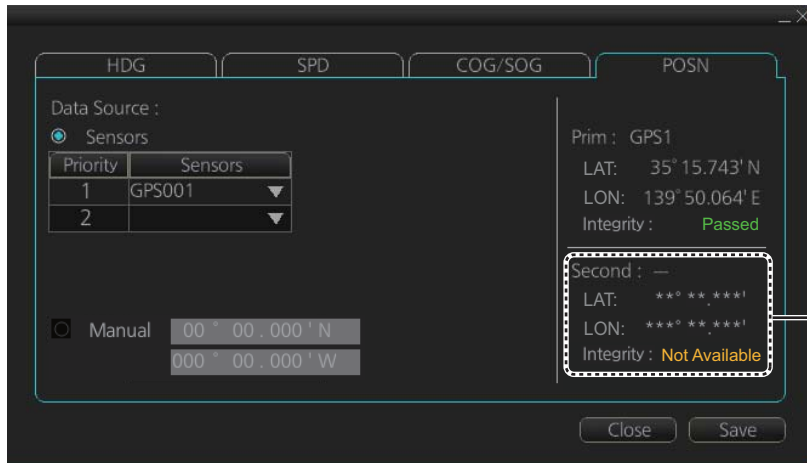 HDG SPD COG/SOG POSN
Data Source :
Sensors
Priority Sensors
1 GPS001
2
Manual 00 ° 00 . 000 ' N
000 ° 00 . 000 ' W
Prim : GPS1
LAT: 35° 15.743' N
LON: 139° 50.064' E
Integrity : Passed
Second : —
LAT: **° **.***'
LON: ***° **.***'
Integrity : Not Available
Close Save